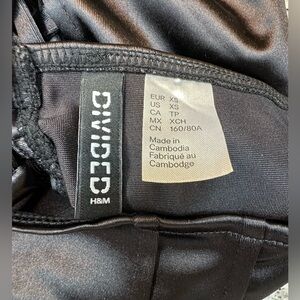 DIVIDED
H&M
EUR XS
US XS
CA TP
MX XCH
CN 160/80A
Made in
Cambodia
Fabriqué au
Cambodge